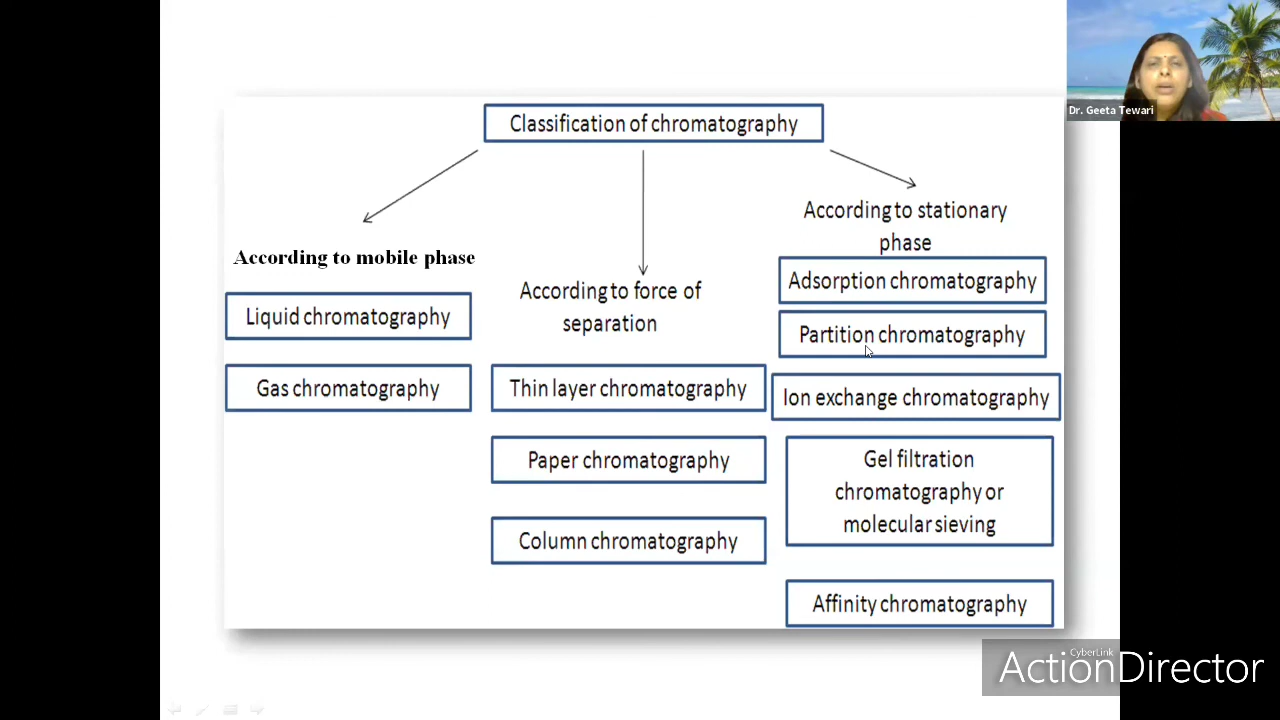 Dr. Geeta Tewari
Classification of chromatography
According to mobile phase
Liquid chromatography
Gas chromatography
According to force of
separation
Thin layer chromatography
Paper chromatography
Column chromatography
According to stationary
phase
Adsorption chromatography
Partition chromatography
Ion exchange chromatography
Gel filtration
chromatography or
molecular sieving
Affinity chromatography
CyberLink
ActionDirector